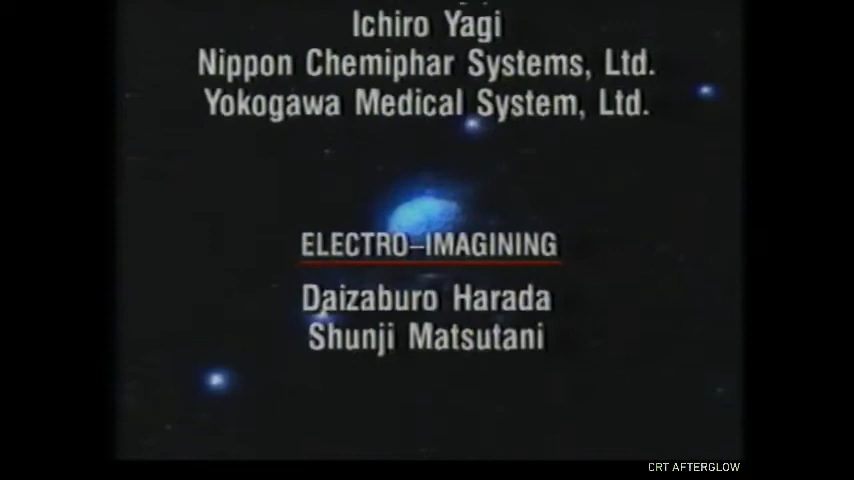 Ichiro Yagi
Nippon Chemiphar Systems, Ltd.
Yokogawa Medical System, Ltd.
ELECTRO–IMAGINING
Daizaburo Harada
Shunji Matsutani
CRT AFTERGLOW